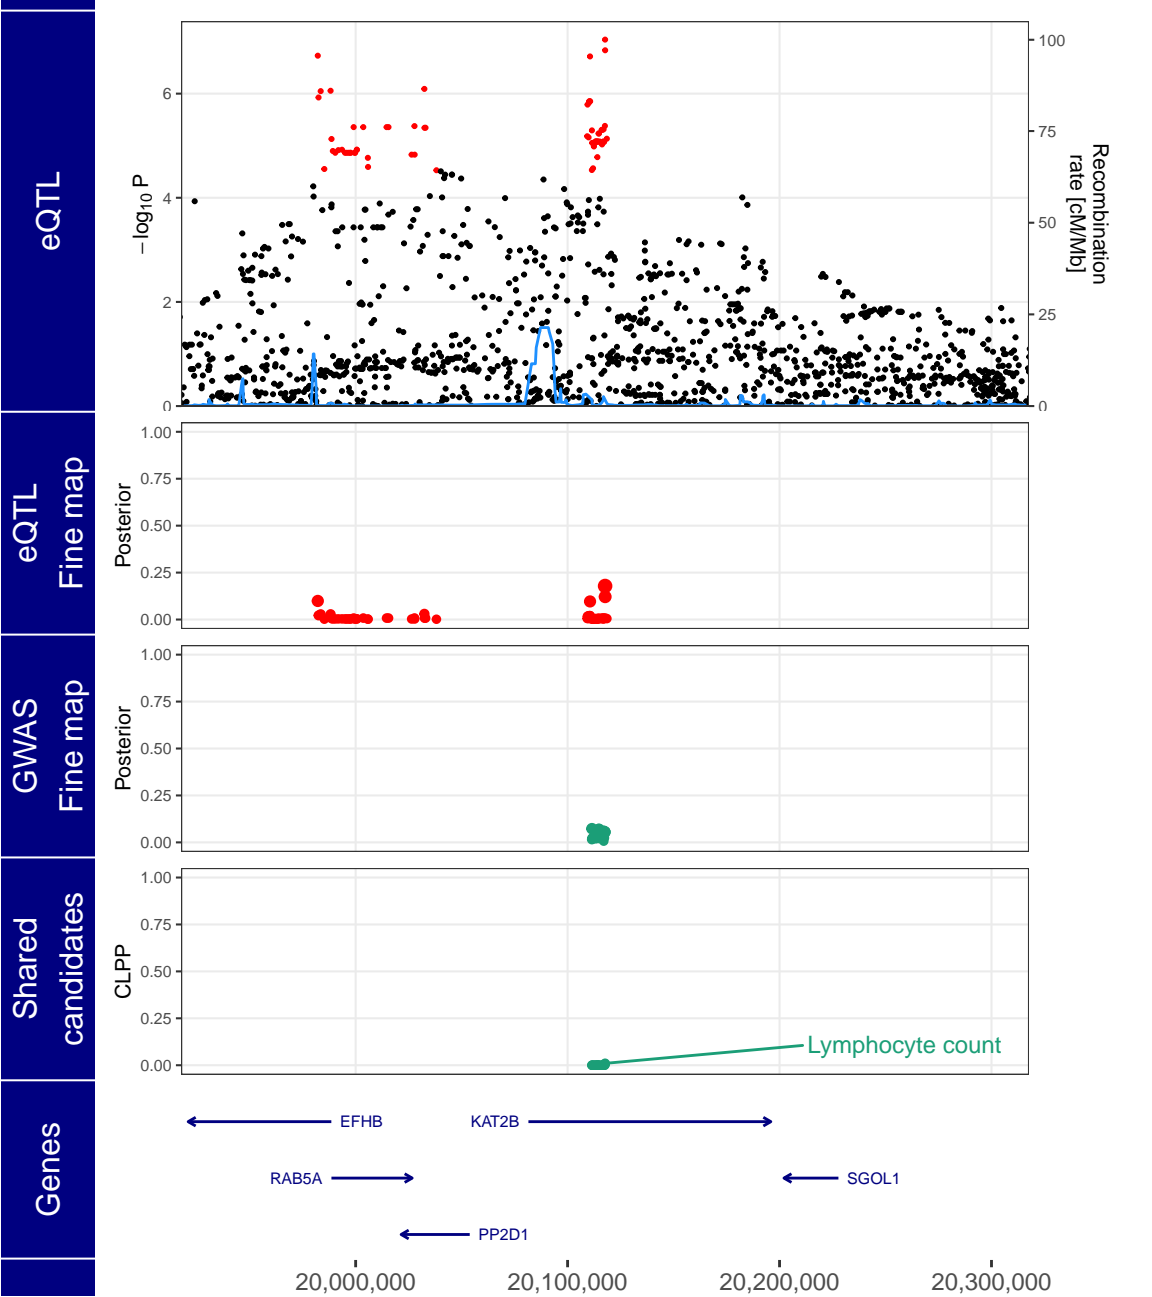 eQTL
−log10 P
6
4
2
0
100
75
50
25
0
Recombination
rate [cM/Mb]
eQTL
Fine map
Posterior
1.00
0.75
0.50
0.25
0.00
GWAS
Fine map
Posterior
1.00
0.75
0.50
0.25
0.00
Shared
candidates
CLPP
1.00
0.75
0.50
0.25
0.00
Lymphocyte count
Genes
EFHB
KAT2B
RAB5A
SGOL1
PP2D1
20,000,000
20,100,000
20,200,000
20,300,000